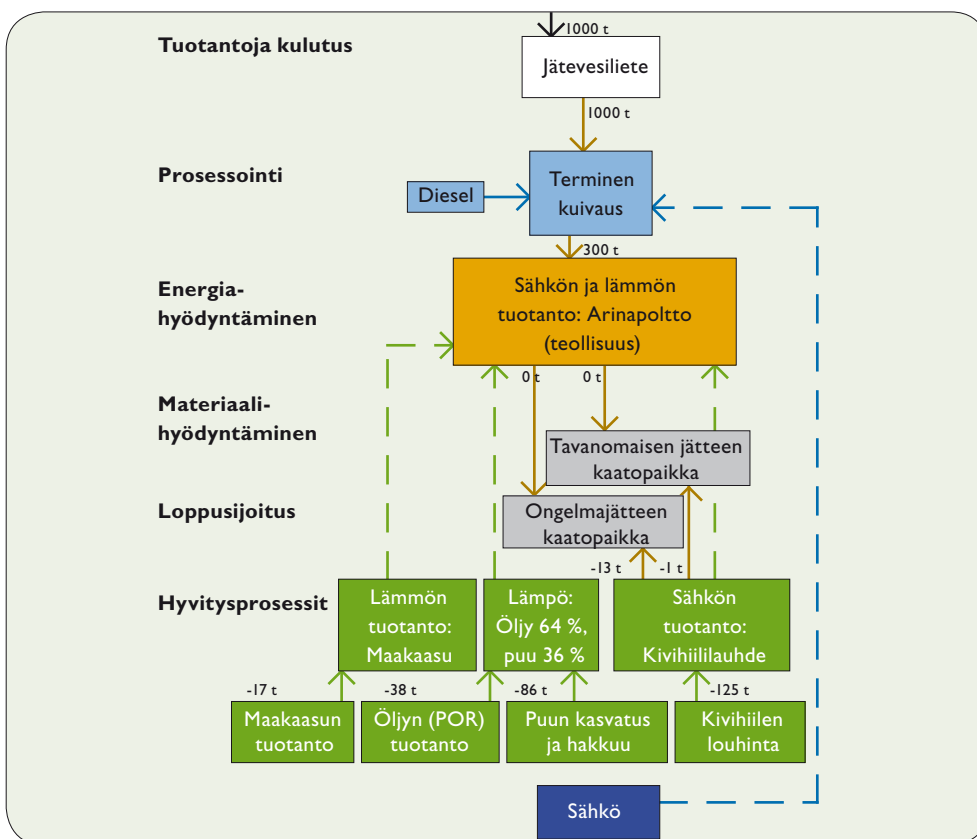 1000 t
Tuotantoja kulutus
Jätevesiliete
1000 t
Prosessointi
Diesel
Terminen
kuivaus
300 t
Energia-
hyödyntäminen
Sähkön ja lämmön
tuotanto: Arinapoltto
(teollisuus)
0 t
0 t
Materiaali-
hyödyntäminen
Tavanomaisen jätteen
kaatopaikka
Loppusijoitus
Ongelmajätteen
kaatopaikka
-13 t
-1 t
Hyvitysprosessit
Lämmön
tuotanto:
Maakaasu
Lämpö:
Öljy 64 %,
puu 36 %
Sähkön
tuotanto:
Kivihiililauhde
-17 t
-38 t
-86 t
-125 t
Maakaasun
tuotanto
Öljyn (POR)
tuotanto
Puun kasvatus
ja hakkuu
Kivihiilen
louhinta
Sähkö